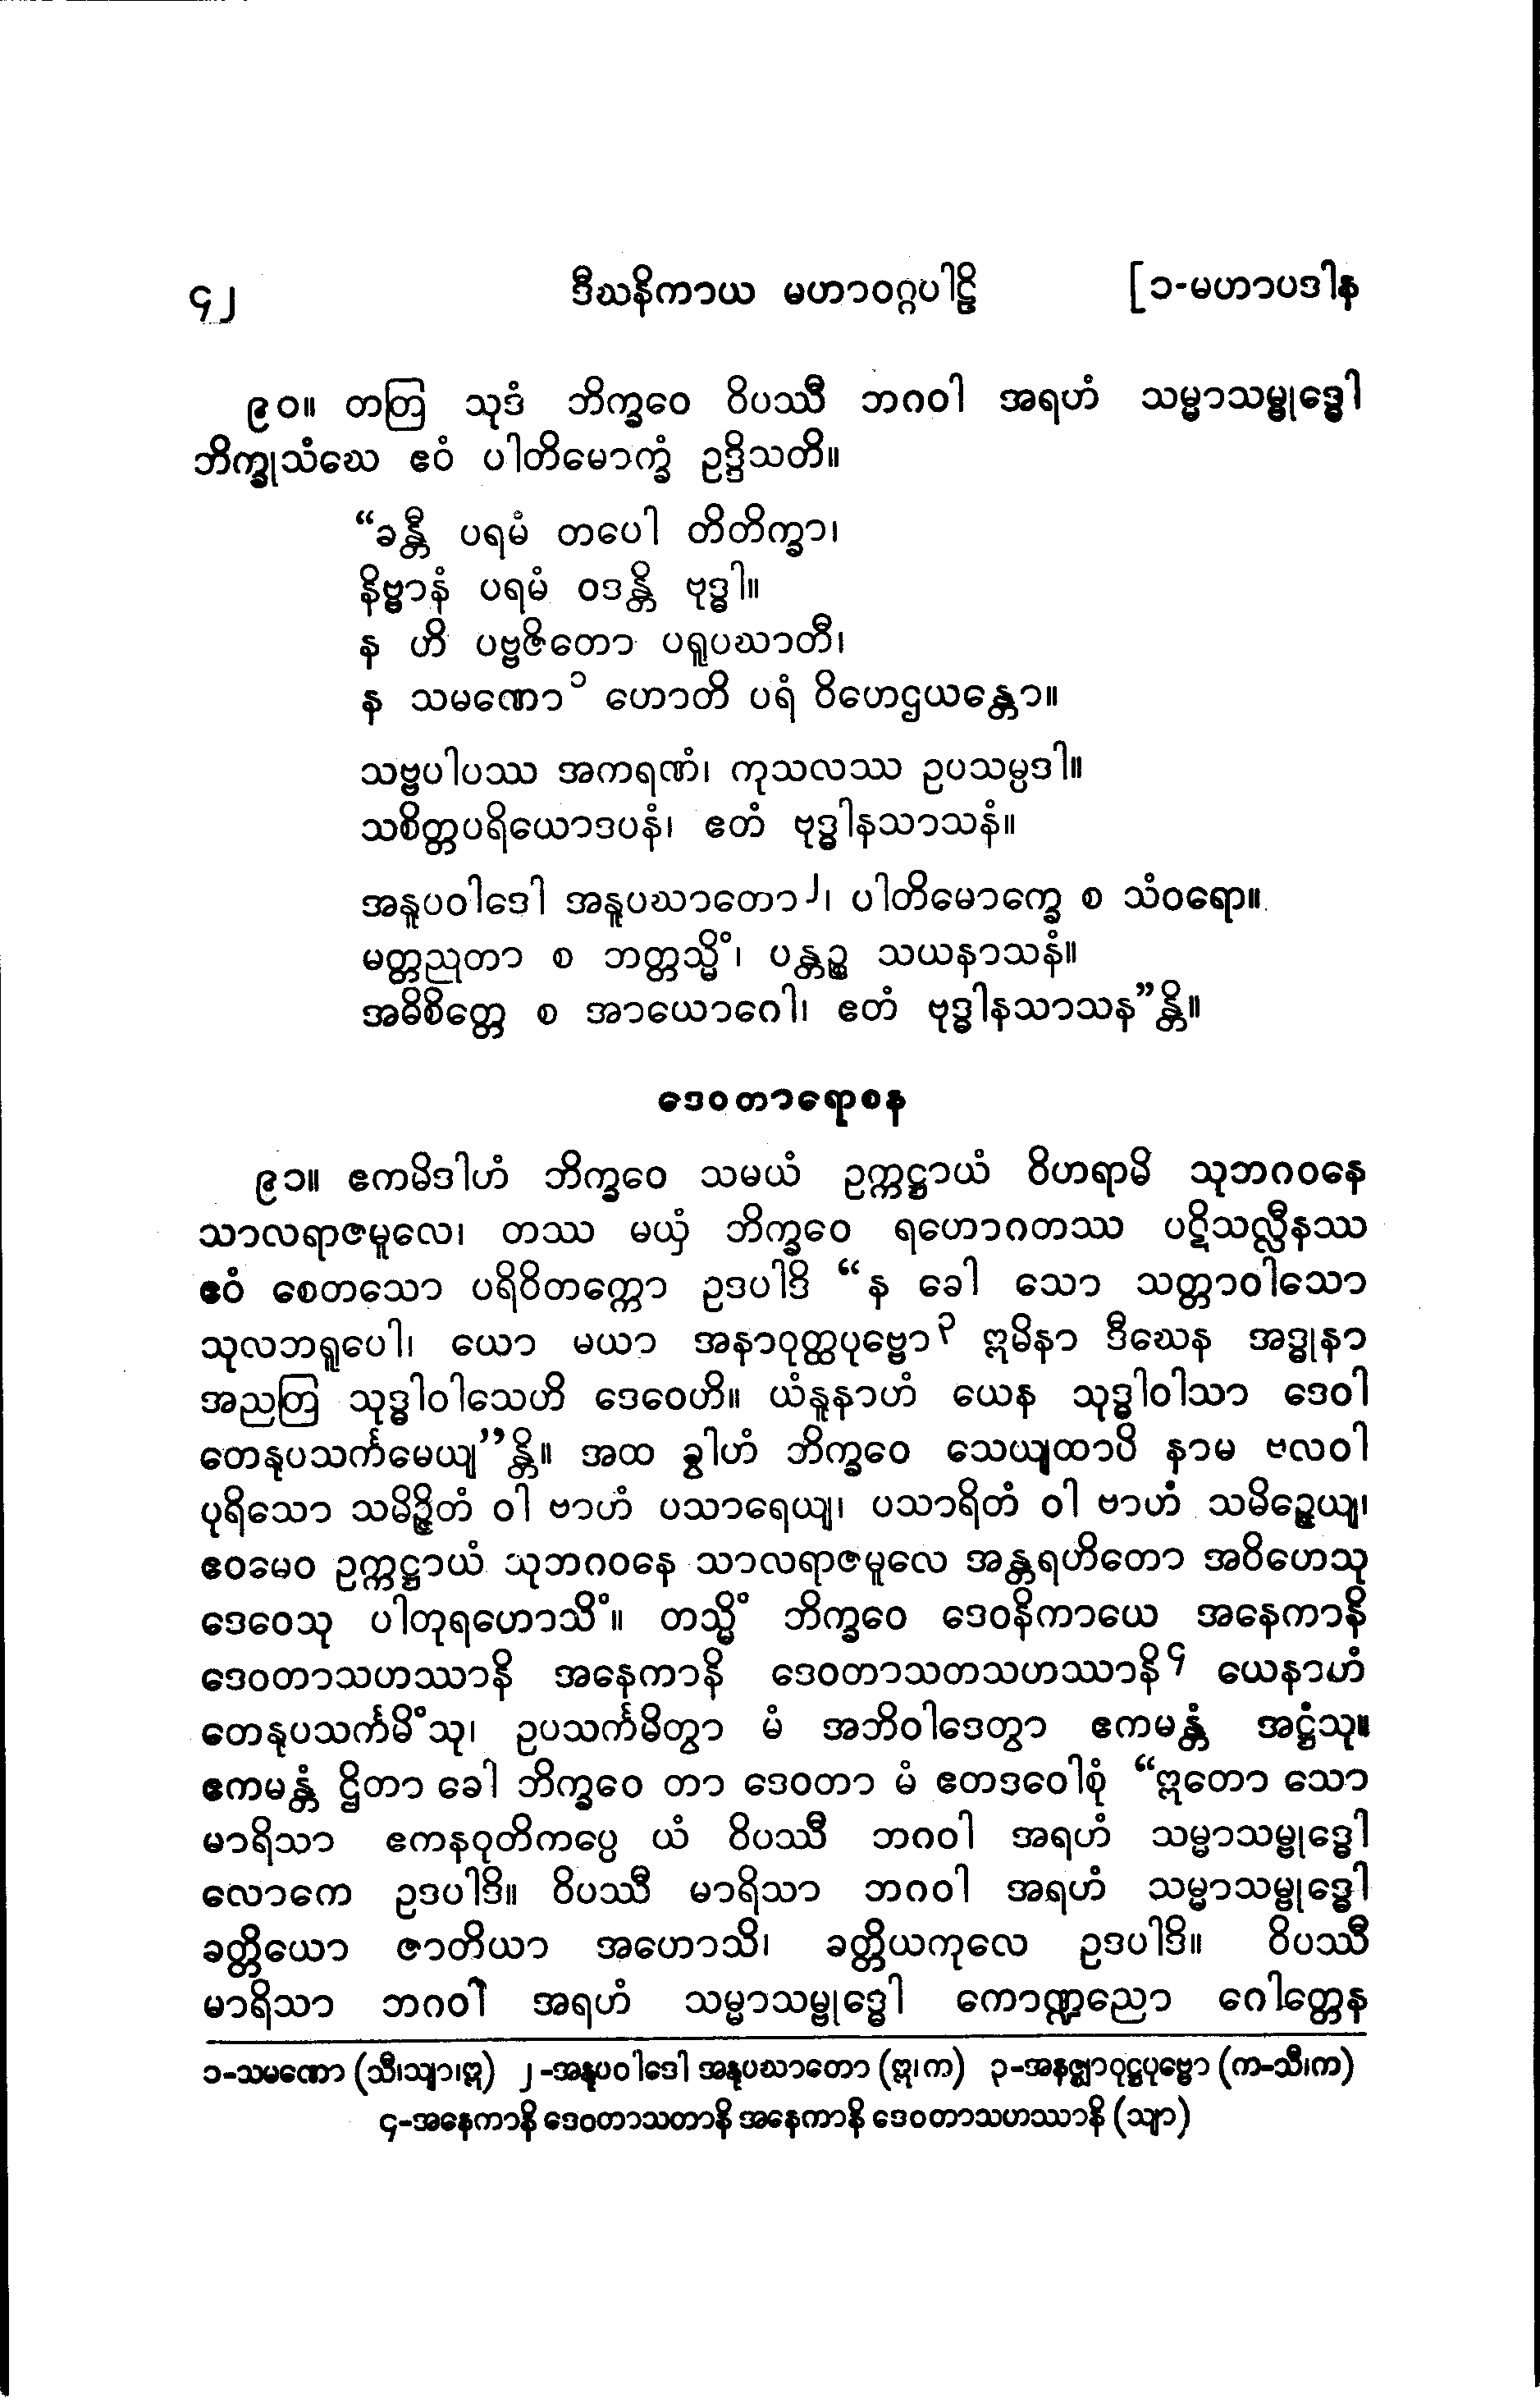 ၄၂ ဒီဃနိကာယ မဟာဝဂ္ဂပါဠိ [၁-မဟာပဒါန
၉၀။ တတြ သုဒံ ဘိက္ခဝေ ဝိပဿီ ဘဂဝါ အရဟံ သမ္မာသမ္ဗုဒ္ဓေါ
ဘိက္ခုသံဃေ ဧဝံ ပါတိမောက္ခံ ဥဒ္ဒိသတိ။
“ခန္တီ ပရမံ တပေါ တိတိက္ခာ၊
နိဗ္ဗာနံ ပရမံ ဝဒန္တိ ဗုဒ္ဓါ။
န ဟိ ပဗ္ဗဇိတော ပရူပဃာတီ၊
န သမဏော၁ ဟောတိ ပရံ ဝိဟေဌယန္တော။
သဗ္ဗပါပဿ အကရဏံ၊ ကုသလဿ ဥပသမ္ပဒါ။
သစိတ္တပရိယောဒပနံ၊ ဧတံ ဗုဒ္ဓါနသာသနံ။
အနူပဝါဒေါ အနူပဃာတော၂၊ ပါတိမောက္ခေ စ သံဝရော။
မတ္တညုတာ စ ဘတ္တသ္မိံ၊ ပန္တဉ္စ သယနာသနံ။
အဓိစိတ္တေ စ အာယောဂေါ၊ ဧတံ ဗုဒ္ဓါနသာသန”န္တိ။
ဒေဝတာရောစန
၉၁။ ဧကမိဒါဟံ ဘိက္ခဝေ သမယံ ဥက္ကဋ္ဌာယံ ဝိဟရာမိ သုဘဂဝနေ
သာလရာဇမူလေ၊ တဿ မယှံ ဘိက္ခဝေ ရဟောဂတဿ ပဋိသလ္လီနဿ
ဧဝံ စေတသော ပရိဝိတက္ကော ဥဒပါဒိ “န ခေါ သော သတ္တာဝါသော
သုလဘရူပေါ၊ ယော မယာ အနာဝုတ္ထပုဗ္ဗော၃ ဣမိနာ ဒီဃေန အဒ္ဓုနာ
အညတြ သုဒ္ဓါဝါသေဟိ ဒေဝေဟိ။ ယံနူနာဟံ ယေန သုဒ္ဓါဝါသာ ဒေဝါ
တေနုပသင်္ကမေယျ”န္တိ။ အထ ခွါဟံ ဘိက္ခဝေ သေယျထာပိ နာမ ဗလဝါ
ပုရိသော သမိဉ္ဇိတံ ဝါ ဗာဟံ ပသာရေယျ၊ ပသာရိတံ ဝါ ဗာဟံ သမိဉ္ဇေယျ၊
ဧဝမေဝ ဥက္ကဋ္ဌာယံ သုဘဂဝနေ သာလရာဇမူလေ အန္တရဟိတော အဝိဟေသု
ဒေဝေသု ပါတုရဟောသိံ။ တသ္မိံ ဘိက္ခဝေ ဒေဝနိကာယေ အနေကာနိ
ဒေဝတာသဟဿာနိ အနေကာနိ ဒေဝတာသတသဟဿာနိ၄ ယေနာဟံ
တေနုပသင်္ကမိံသု၊ ဥပသင်္ကမိတွာ မံ အဘိဝါဒေတွာ ဧကမန္တံ အဋ္ဌံသု။
ဧကမန္တံ ဌိတာ ခေါ ဘိက္ခဝေ တာ ဒေဝတာ မံ ဧတဒဝေါစုံ “ဣတော သော
မာရိသာ ဧကနဝုတိကပ္ပေ ယံ ဝိပဿီ ဘဂဝါ အရဟံ သမ္မာသမ္ဗုဒ္ဓေါ
လောကေ ဥဒပါဒိ။ ဝိပဿီ မာရိသာ ဘဂဝါ အရဟံ သမ္မာသမ္ဗုဒ္ဓေါ
ခတ္တိယော ဇာတိယာ အဟောသိ၊ ခတ္တိယကုလေ ဥဒပါဒိ။ ဝိပဿီ
မာရိသာ ဘဂဝါ အရဟံ သမ္မာသမ္ဗုဒ္ဓေါ ကောဏ္ဍညော ဂေါတ္တေန
၁-သမဏော (သီ၊သျာ၊ဣ) ၂-အနုပဝါဒေါ အနုပဃာတော (ဣ၊က) ၃-အနဇ္ဈာဝုဋ္ဌပုဗ္ဗော (က-သီ၊က)
၄-အနေကာနိ ဒေဝတာသတာနိ အနေကာနိ ဒေဝတာသဟဿာနိ (သျာ)